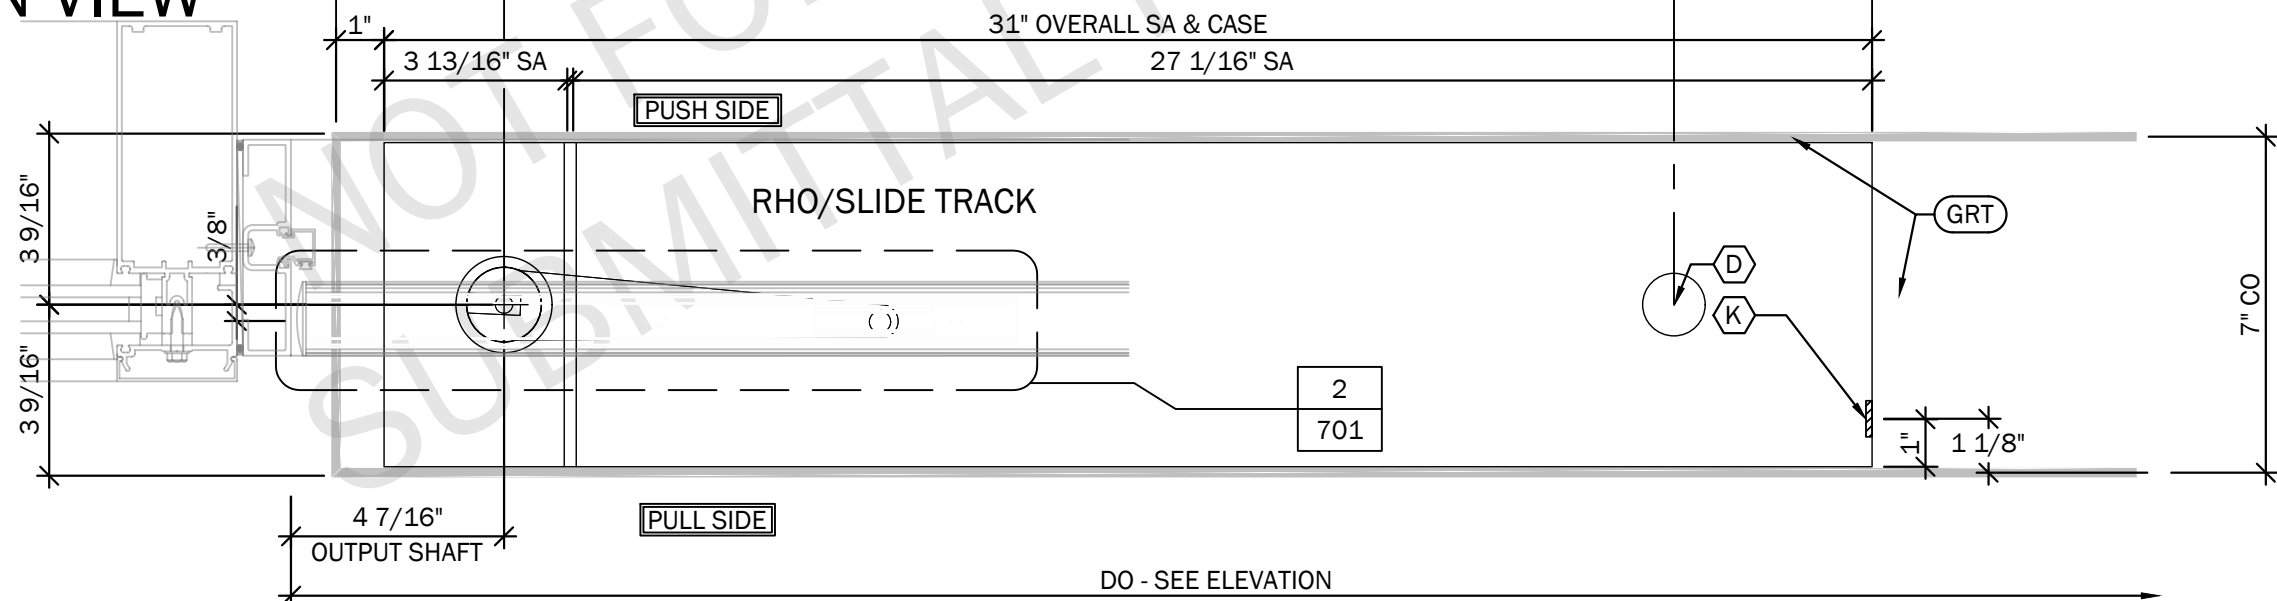 N VIEW
1"
31" OVERALL SA & CASE
3 13/16" SA
27 1/16" SA
PUSH SIDE
NOT FO
SUBMITTAL
3 9/16"
3/8"
RHO/SLIDE TRACK
GRT
D
K
7" CO
3 9/16"
2
701
1"
1 1/8"
4 7/16"
OUTPUT SHAFT
PULL SIDE
DO - SEE ELEVATION